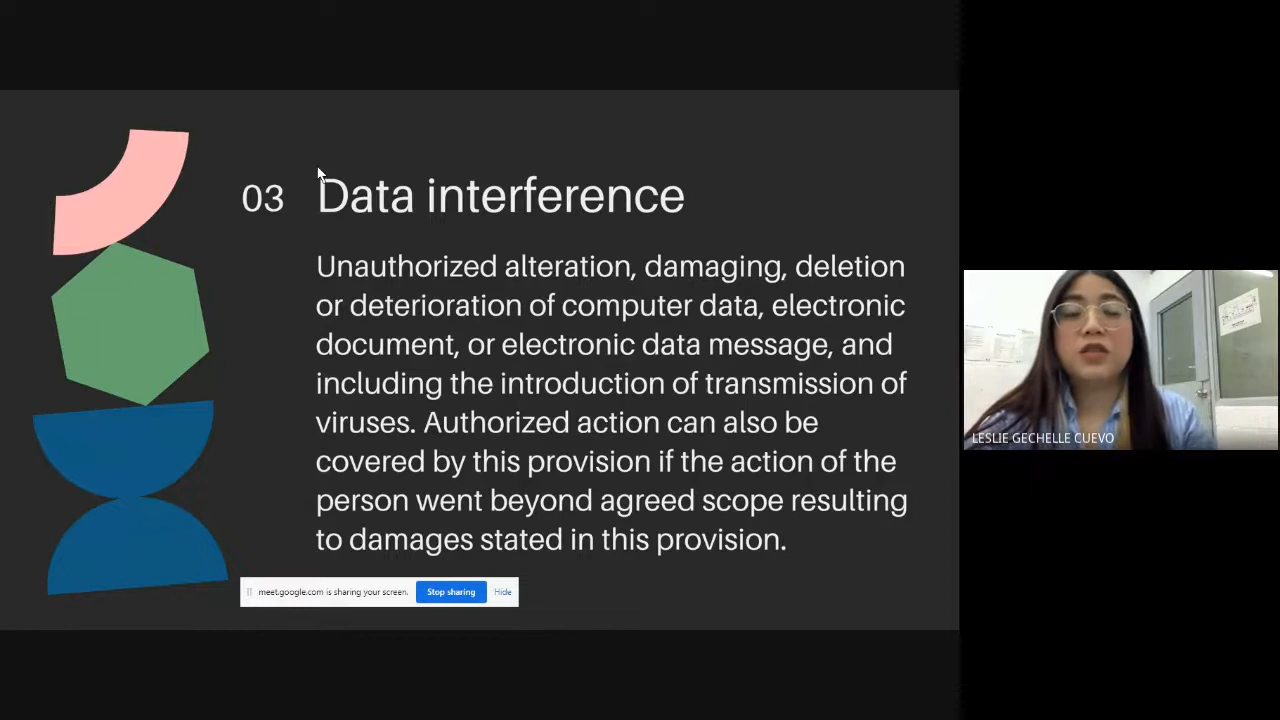 03 Data interference
Unauthorized alteration, damaging, deletion
or deterioration of computer data, electronic
document, or electronic data message, and
including the introduction of transmission of
viruses. Authorized action can also be
covered by this provision if the action of the
person went beyond agreed scope resulting
to damages stated in this provision.
meet.google.com is sharing your screen. Stop sharing Hide
LESLIE GECHELLE CUEVO